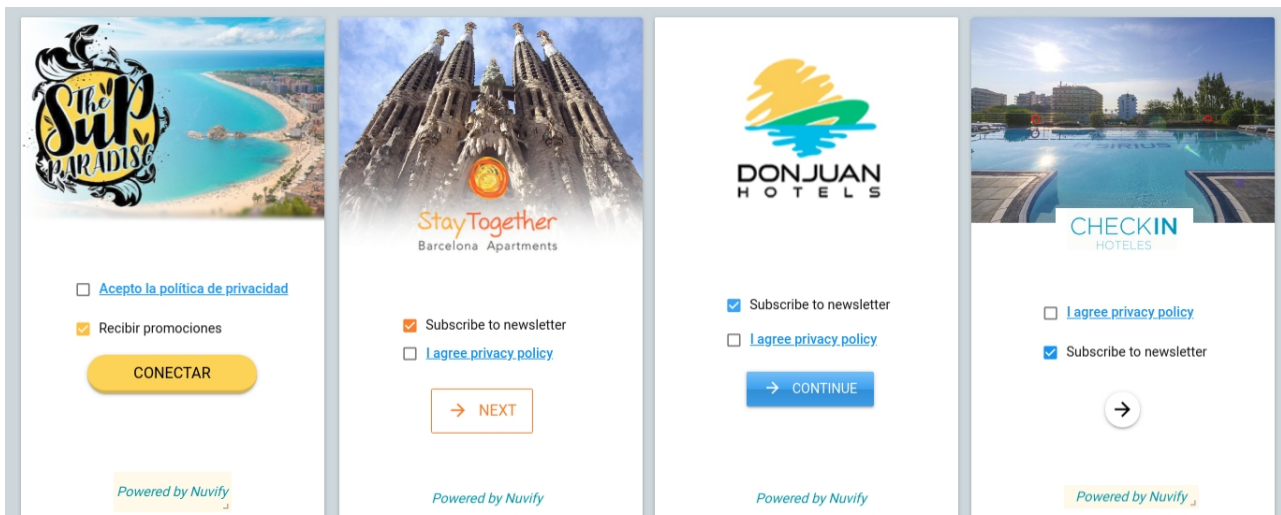 The
SUP
PARADISE
Acepto la política de privacidad
Recibir promociones
CONECTAR
Powered by Nuvify
StayTogether
Barcelona Apartments
Subscribe to newsletter
I agree privacy policy
NEXT
Powered by Nuvify
DONJUAN
HOTELS
Subscribe to newsletter
I agree privacy policy
CONTINUE
Powered by Nuvify
SIRIUS
CHECKIN
HOTELES
I agree privacy policy
Subscribe to newsletter
Powered by Nuvify